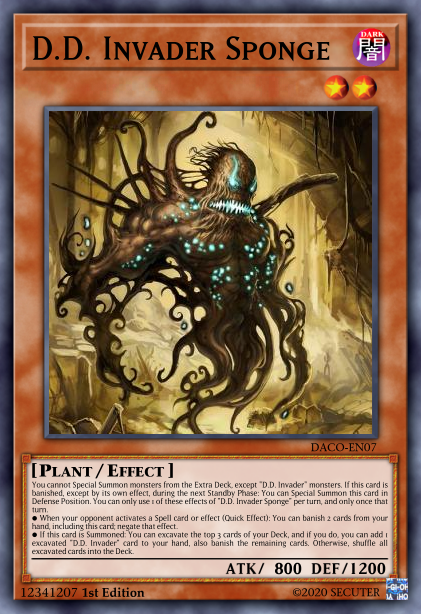 D.D. Invader Sponge
DARK
闇
DACO-EN07
[Plant / Effect]
You cannot Special Summon monsters from the Extra Deck, except "D.D. Invader" monsters. If this card is
banished, except by its own effect, during the next Standby Phase: You can Special Summon this card in
Defense Position. You can only use 1 of these effects of "D.D. Invader Sponge" per turn, and only once that
turn.
● When your opponent activates a Spell card or effect (Quick Effect): You can banish 2 cards from your
hand, including this card; negate that effect.
● If this card is Summoned: You can excavate the top 3 cards of your Deck, and if you do, you can add 1
excavated "D.D. Invader" card to your hand, also banish the remaining cards. Otherwise, shuffle all
excavated cards into the Deck.
ATK/ 800 DEF/1200
12341207 1st Edition
©2020 SECUTER